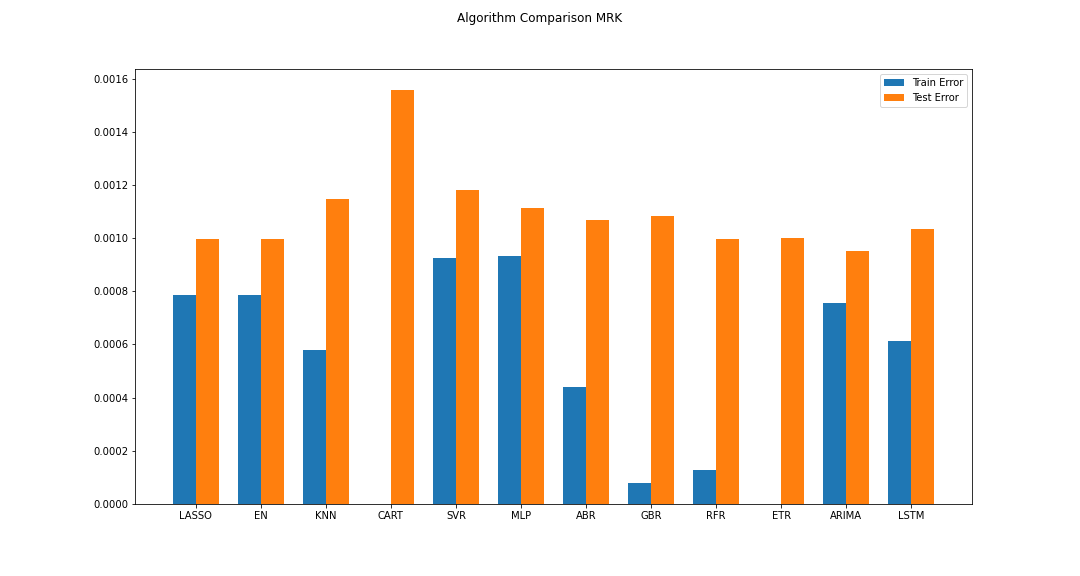 Algorithm Comparison MRK
Train Error
Test Error
0.0016
0.0014
0.0012
0.0010
0.0008
0.0006
0.0004
0.0002
0.0000
LASSO EN KNN CART SVR MLP ABR GBR RFR ETR ARIMA LSTM